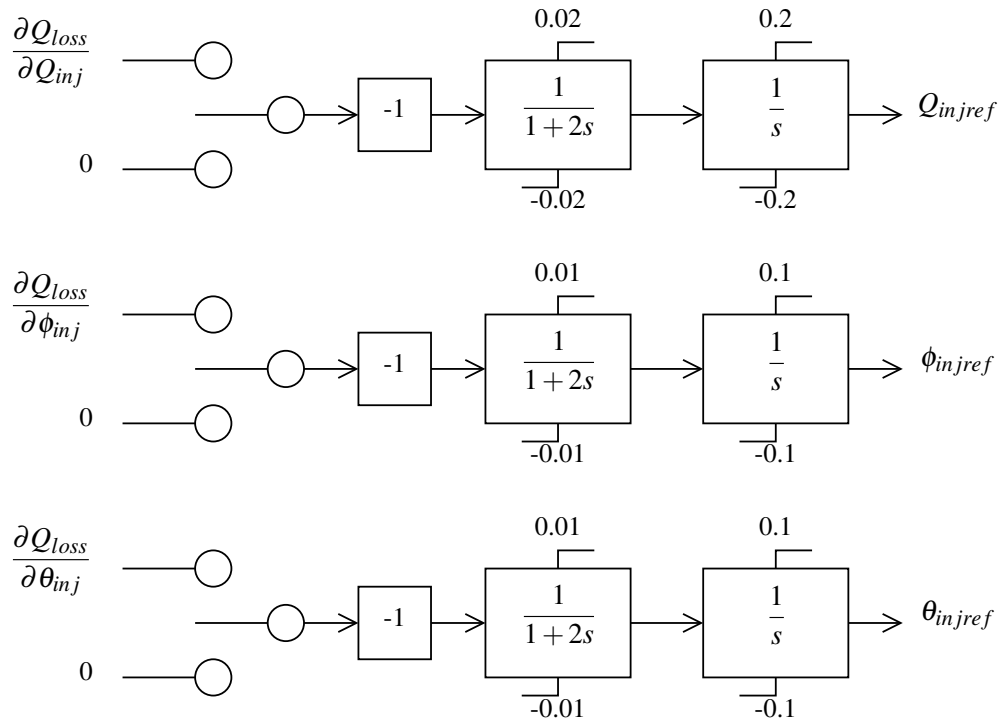 0.02 0.2
∂Q_loss
∂Q_inj
-1
1
1 + 2s
1
s
Q_injref
0
-0.02 -0.2
0.01 0.1
∂Q_loss
∂ϕ_inj
-1
1
1 + 2s
1
s
ϕ_injref
0
-0.01 -0.1
0.01 0.1
∂Q_loss
∂θ_inj
-1
1
1 + 2s
1
s
θ_injref
0
-0.01 -0.1